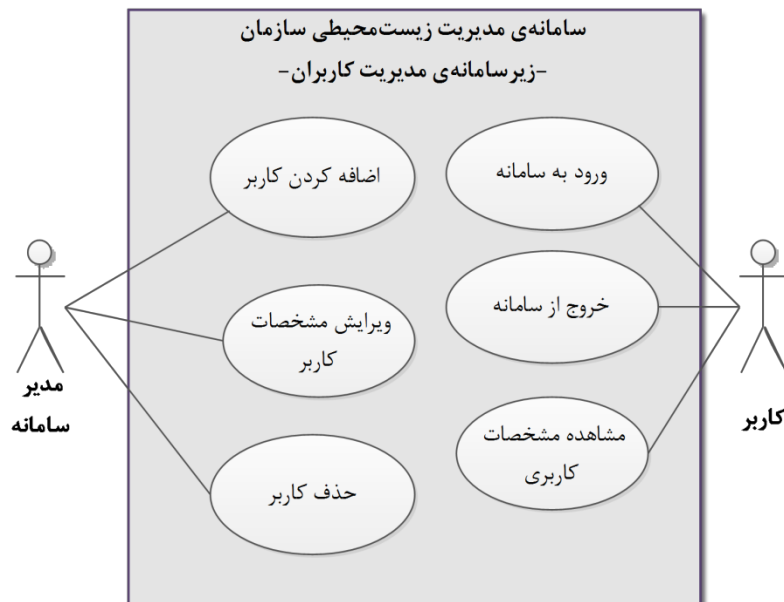 سامانه‌ی مدیریت زیست‌محیطی سازمان
-زیرسامانه‌ی مدیریت کاربران-
ورود به سامانه
اضافه کردن کاربر
خروج از سامانه
ویرایش مشخصات
کاربر
مشاهده مشخصات
کاربری
حذف کاربر
کاربر
مدیر
سامانه